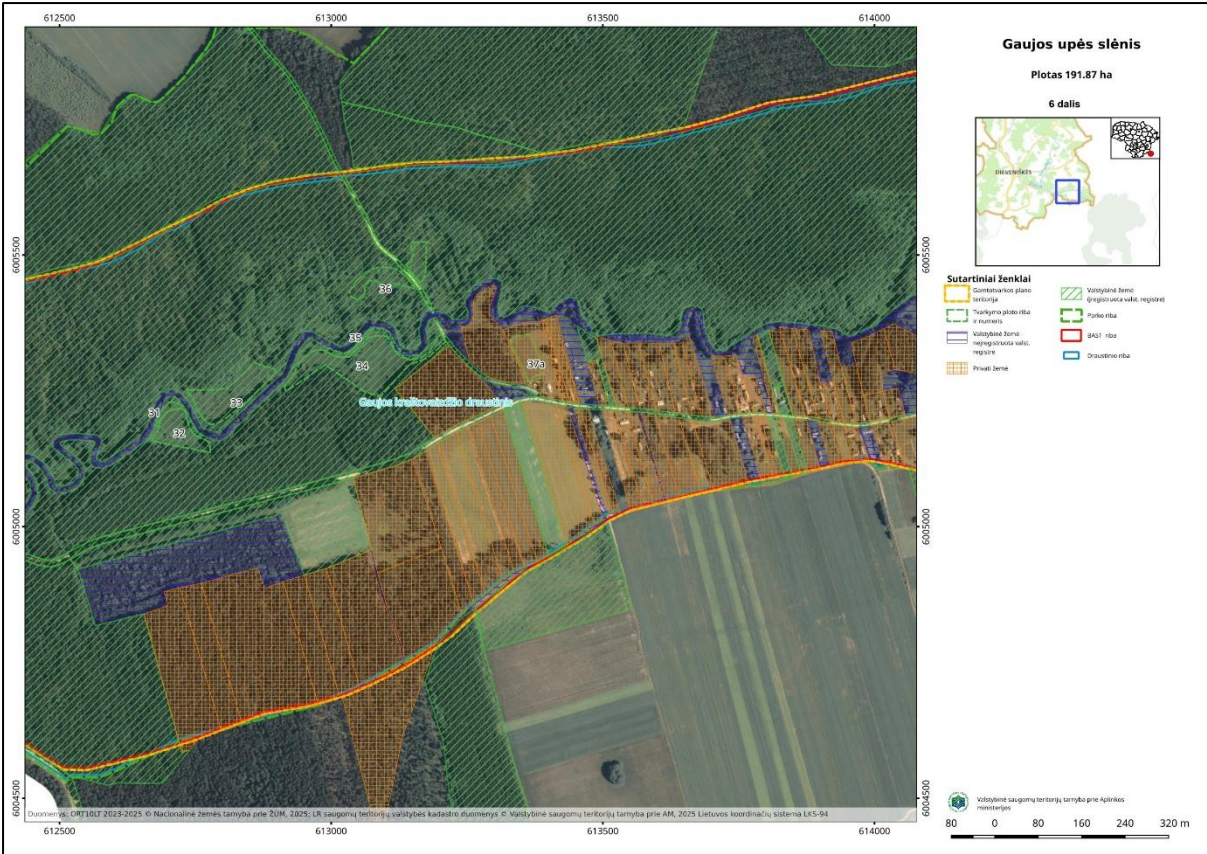 612500 613000 613500 614000
6005500
6005000
6004500
6005500
6005000
6004500
36
35
34
37a
Gaujos kraštovaizdžio draustinis
33
31
32
Duomenys: ORT10LT 2023-2025 © Nacionalinė žemės tarnyba prie ŽŪM, 2025; LR saugomų teritorijų valstybės kadastro duomenys © Valstybinė saugomų teritorijų tarnyba prie AM, 2025 Lietuvos koordinačių sistema LKS-94
612500 613000 613500 614000
Gaujos upės slėnis
Plotas 191.87 ha
6 dalis
DIEVENIŠKĖS
Sutartiniai ženklai
Gamtotvarkos plano
teritorija
Tvarkymo ploto riba
ir numeris
Valstybinė žemė
neįregistruota valst.
registre
Privati žemė
Valstybinė žemė
(įregistruota valst. registre)
Parko riba
BAST riba
Draustinio riba
Valstybinė saugomų teritorijų tarnyba prie Aplinkos
ministerijos
80 0 80 160 240 320 m